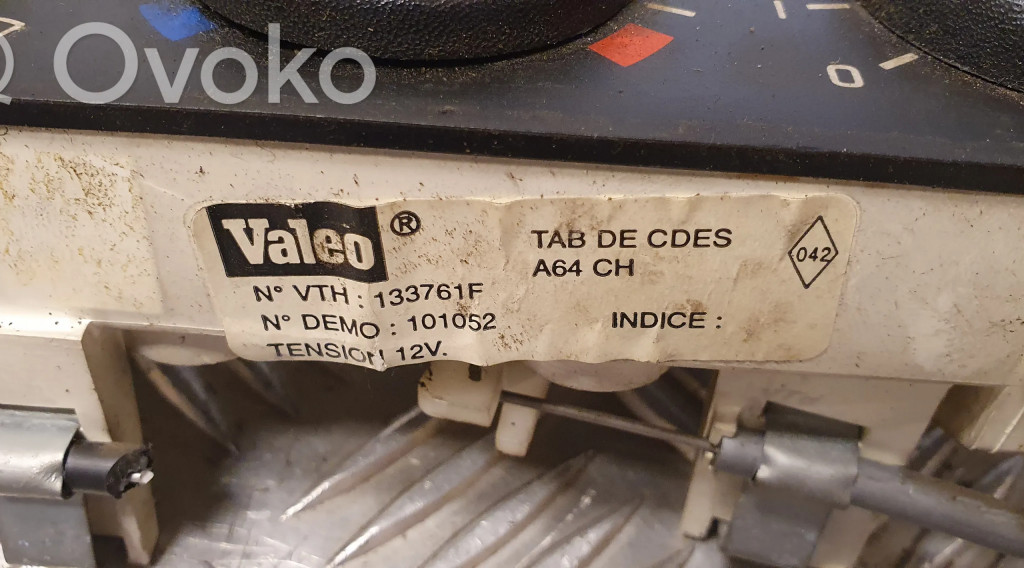 Ovoko
0
Valeo®
TAB DE CDES
A64 CH
042
N° VTH : 133761F
N° DEMO : 101052
INDICE :
TENSION 12V.